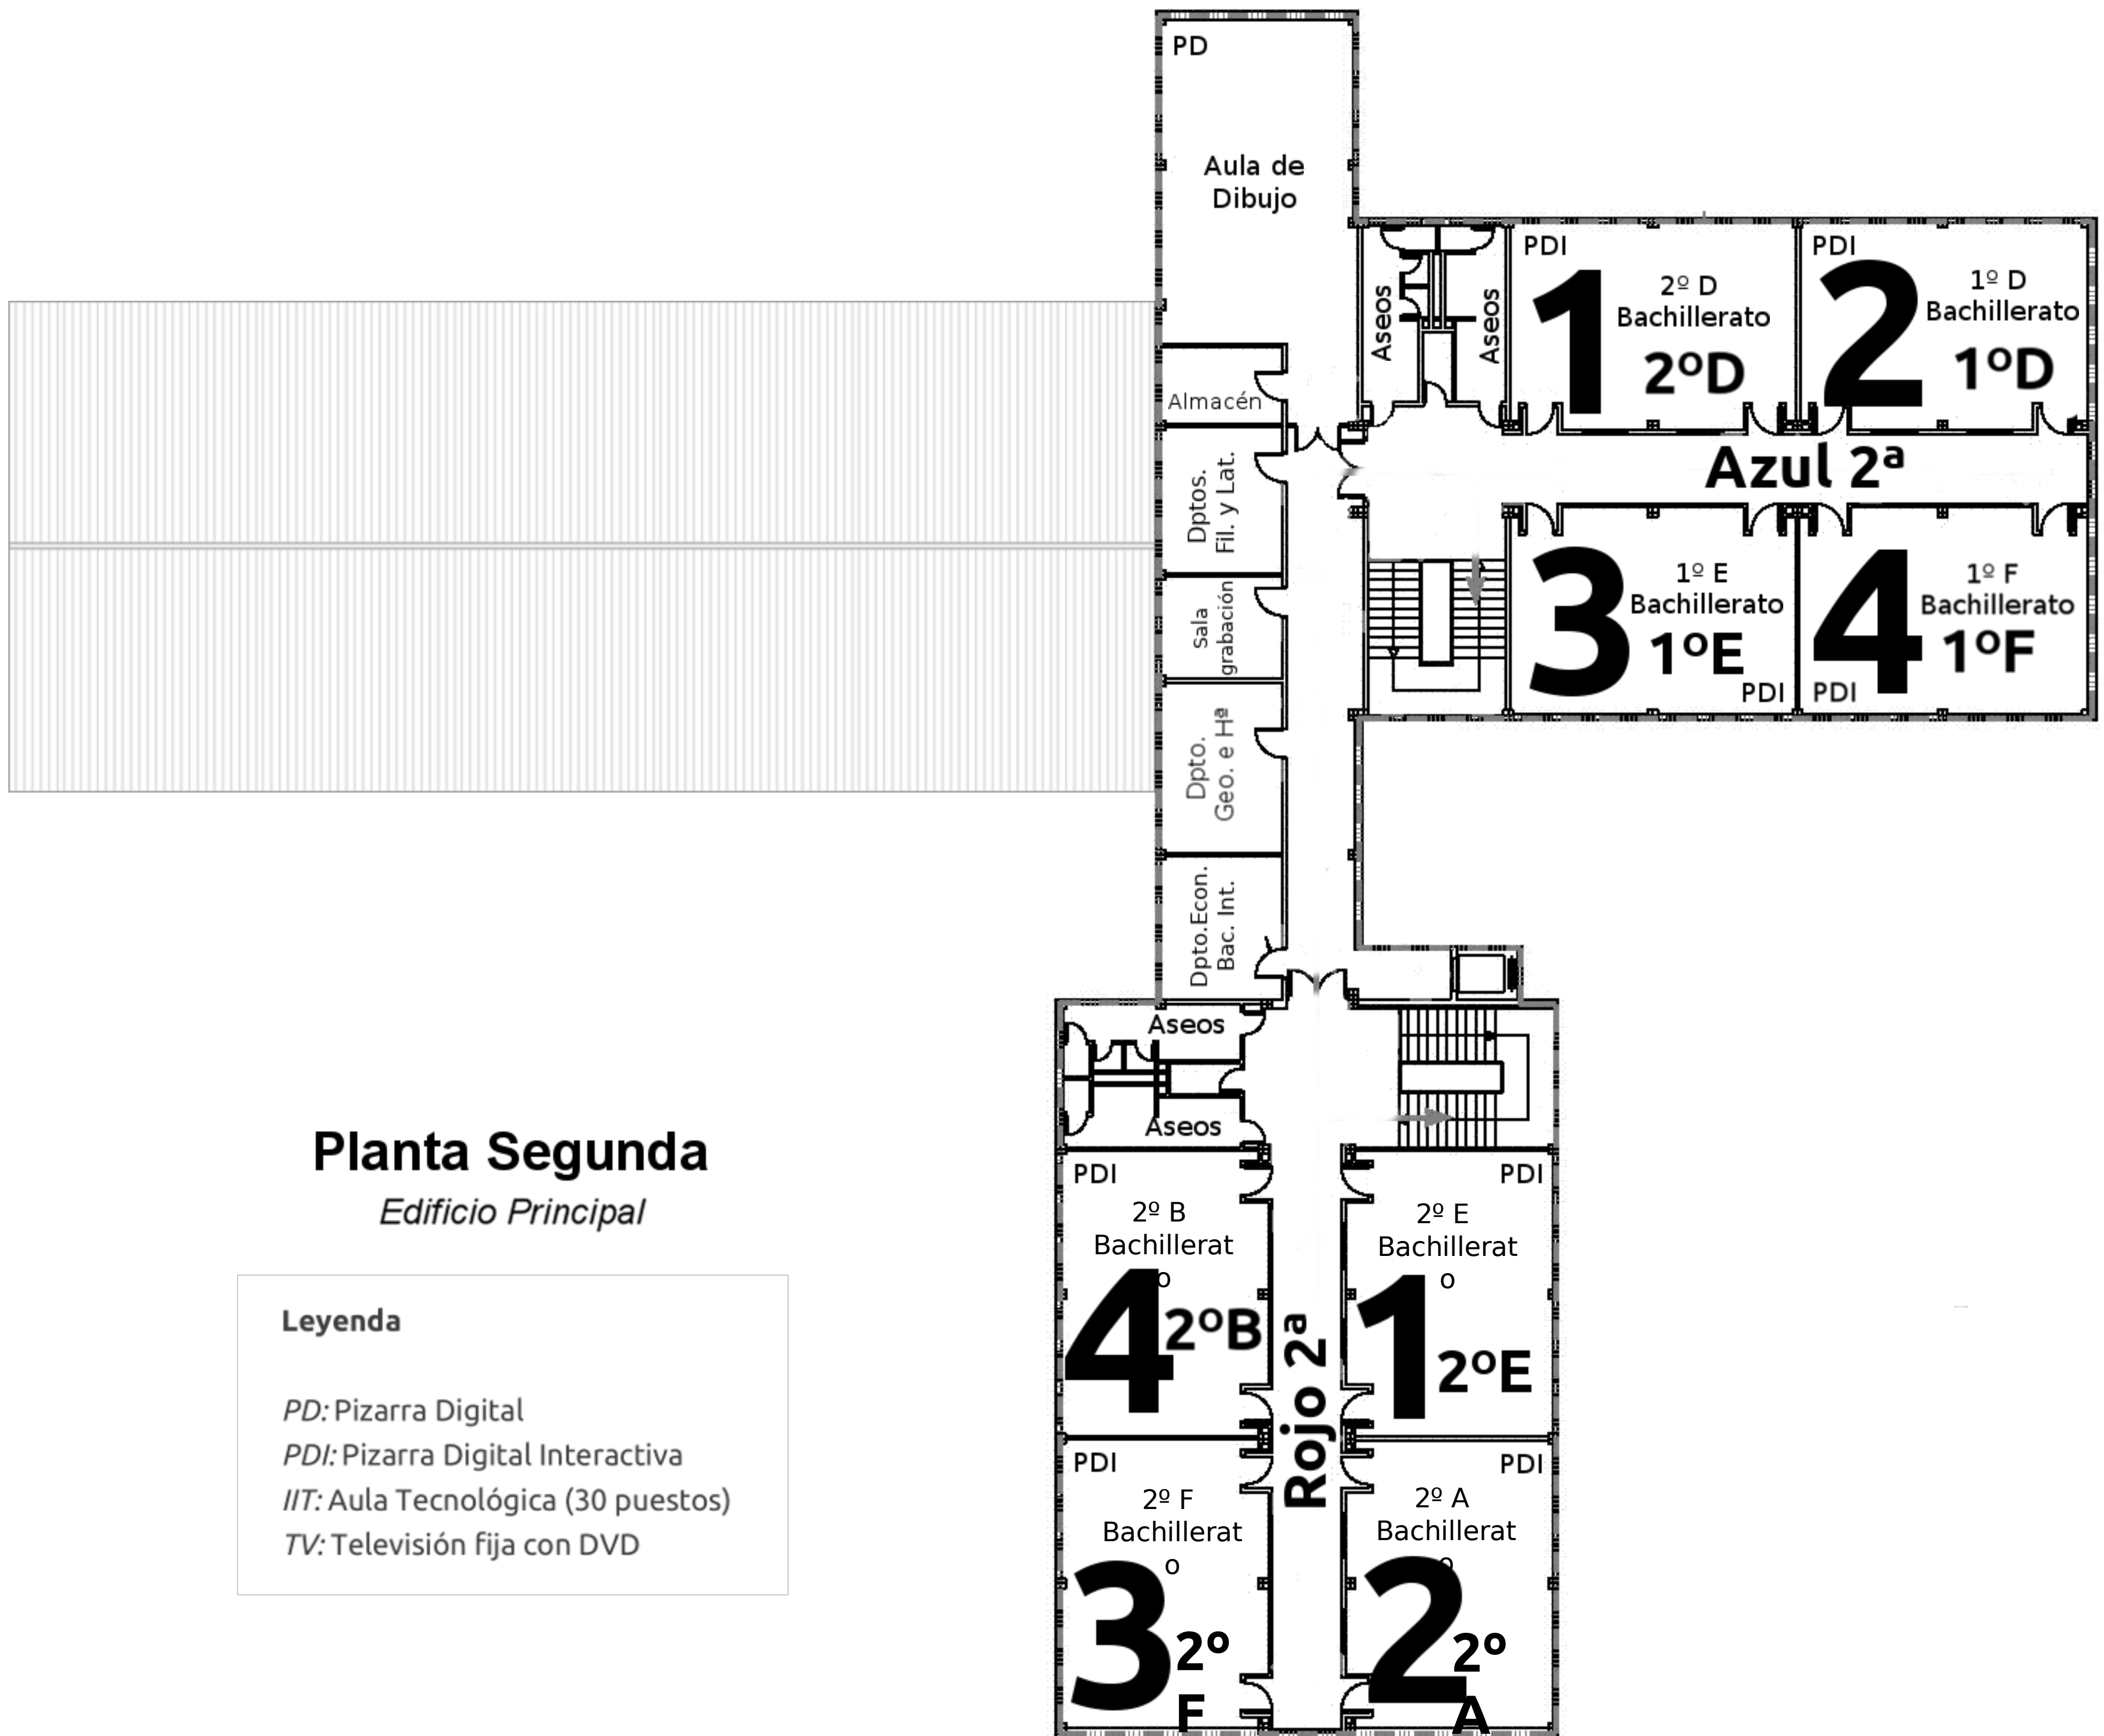 PD
Aula de
Dibujo
Aseos
Aseos
PDI
1
2º D
Bachillerato
2ºD
PDI
2
1º D
Bachillerato
1ºD
Almacén
Azul 2ª
Dptos.
Fil. y Lat.
3
1º E
Bachillerato
1ºE
PDI
4
1º F
Bachillerato
1ºF
PDI
Sala
grabación
Dpto.
Geo. e Hª
Dpto.Econ.
Bac. Int.
Aseos
Aseos
Planta Segunda
Edificio Principal
Leyenda
PD: Pizarra Digital
PDI: Pizarra Digital Interactiva
IIT: Aula Tecnológica (30 puestos)
TV: Televisión fija con DVD
PDI
2º B
Bachillerat
o
4
2ºB
PDI
2º E
Bachillerat
o
1
2ºE
Rojo 2ª
PDI
2º F
Bachillerat
o
3
2º
F
PDI
2º A
Bachillerat
o
2
2º
A